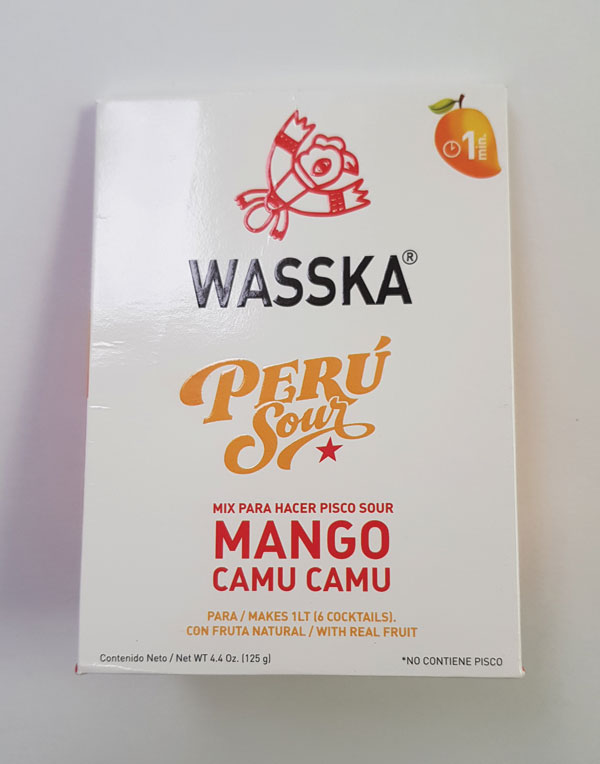 1 min.
WASSKA®
PERÚ
Sour
MIX PARA HACER PISCO SOUR
MANGO
CAMU CAMU
PARA / MAKES 1LT (6 COCKTAILS).
CON FRUTA NATURAL / WITH REAL FRUIT
Contenido Neto / Net WT 4.4 Oz. (125 g)
*NO CONTIENE PISCO